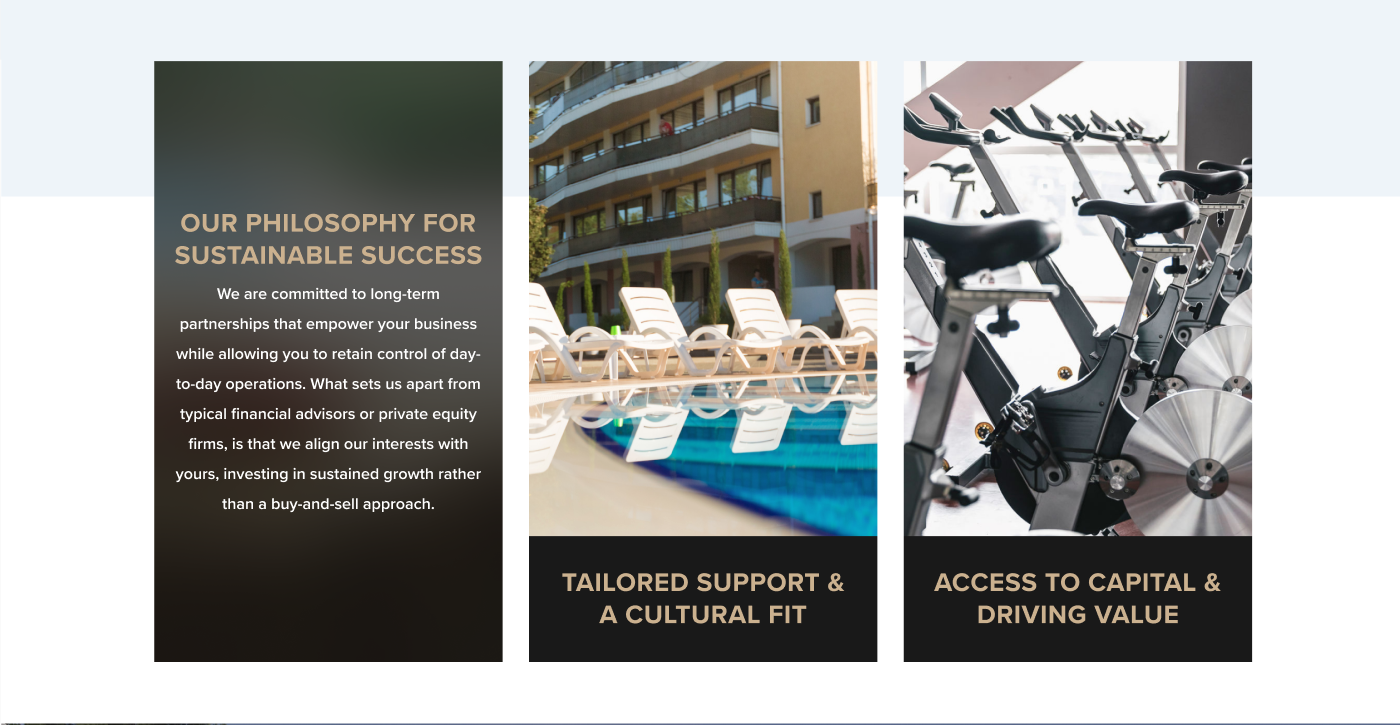 OUR PHILOSOPHY FOR
SUSTAINABLE SUCCESS
We are committed to long-term
partnerships that empower your business
while allowing you to retain control of day-
to-day operations. What sets us apart from
typical financial advisors or private equity
firms, is that we align our interests with
yours, investing in sustained growth rather
than a buy-and-sell approach.
TAILORED SUPPORT &
A CULTURAL FIT
ACCESS TO CAPITAL &
DRIVING VALUE